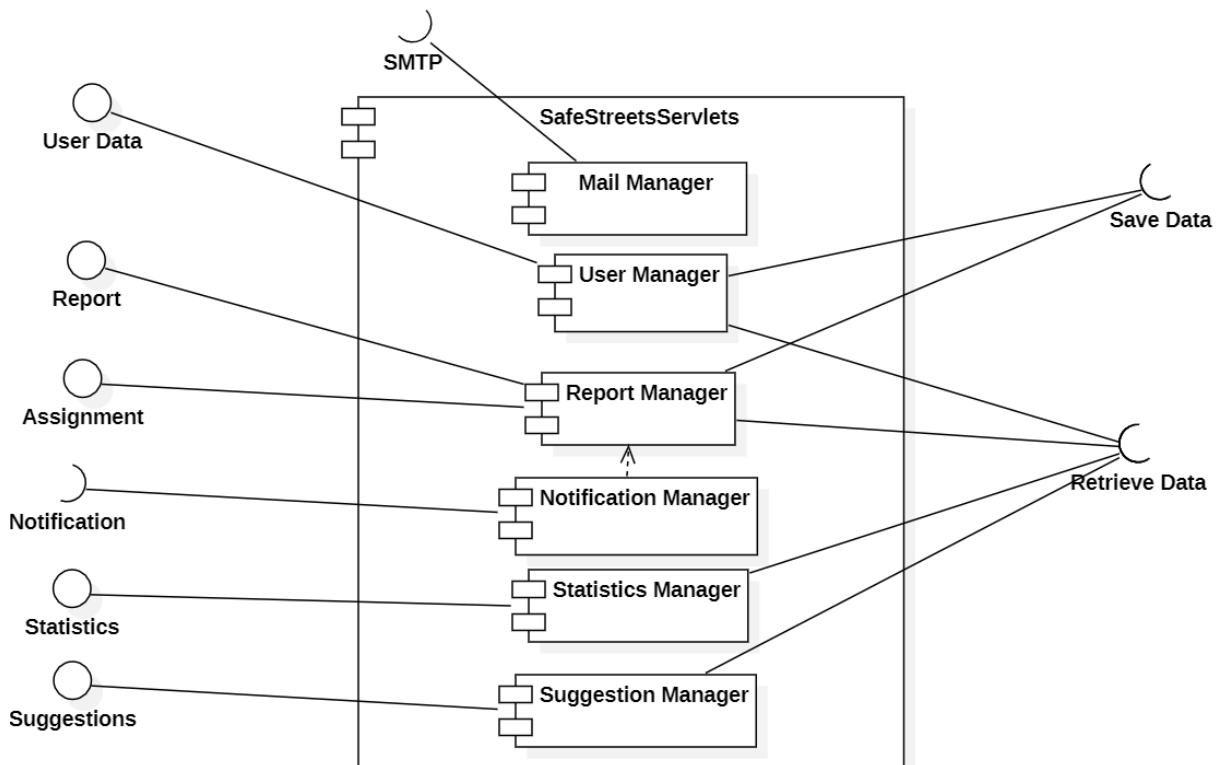 SMTP
SafeStreetsServlets
User Data
Mail Manager
Save Data
User Manager
Report
Report Manager
Assignment
Retrieve Data
Notification Manager
Notification
Statistics Manager
Statistics
Suggestion Manager
Suggestions